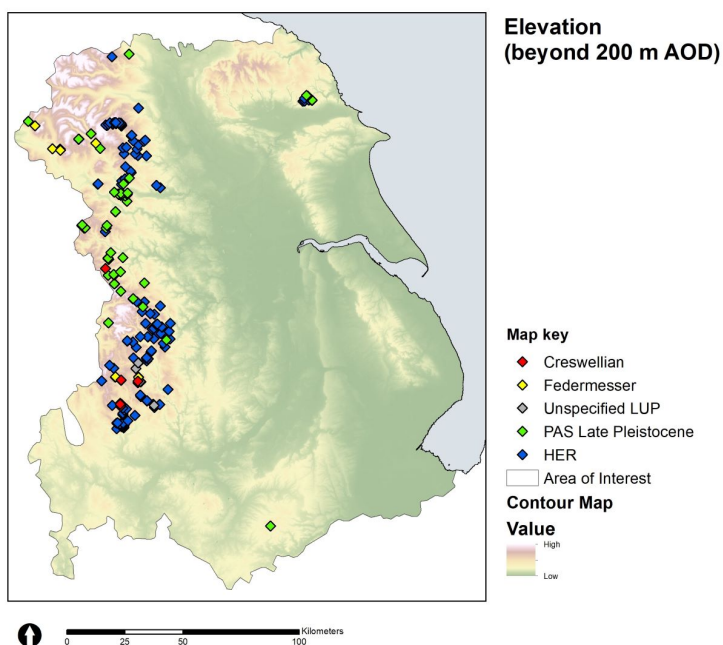 Elevation
(beyond 200 m AOD)
Map key
Creswellian
Federmesser
Unspecified LUP
PAS Late Pleistocene
HER
Area of Interest
Contour Map
Value
High
Low
Kilometers
0 25 50 100